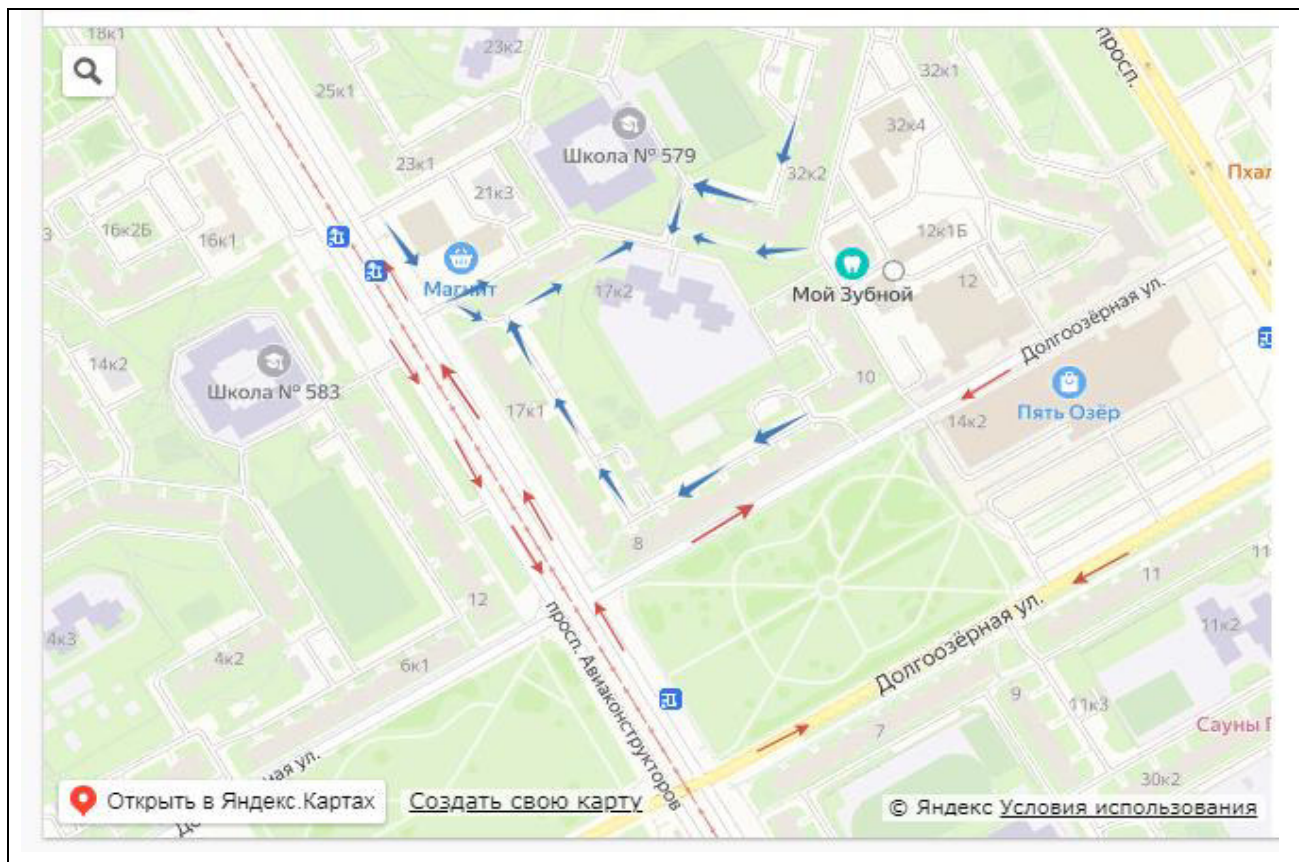 18к1
23к2
просп.
25к1
32к1
32к4
Школа № 579
23к1
32к2
Пхал
21к3
16к2Б
16к1
12к1Б
3
Магнит
17к2
Мой Зубной
12
Долгоозёрная ул.
14к2
Школа № 583
10
Пять Озёр
17к1
14к2
8
12
11
11
просп. Авиаконструкторов
4к3
4к2
6к1
Долгоозёрная ул.
11к2
9
11к3
7
Сауны Г
ная ул.
30к2
Открыть в Яндекс.Картах
Создать свою карту
© Яндекс Условия использования